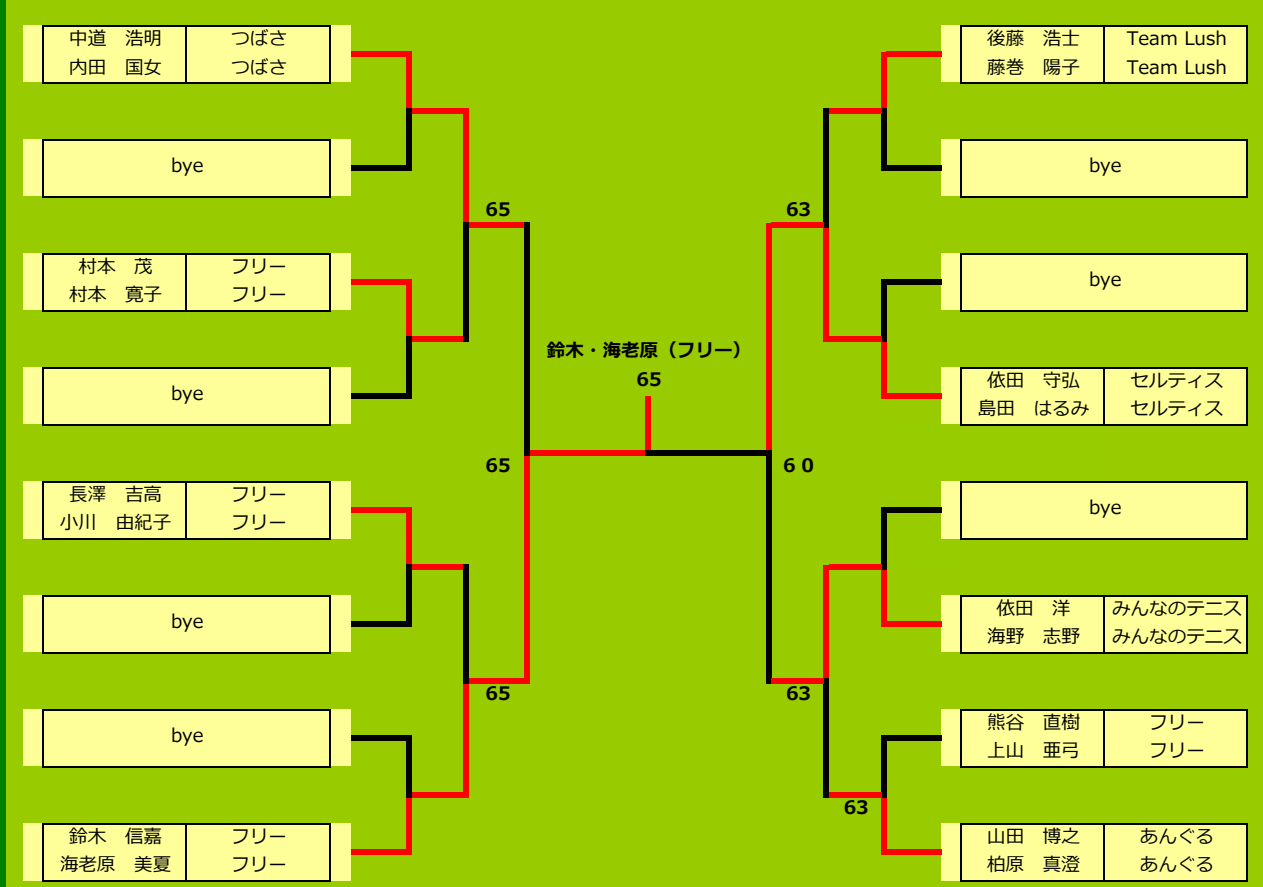 中道　浩明 つばさ
内田　国女 つばさ
bye
65
村本　茂 フリー
村本　寛子 フリー
bye
65
長澤　吉高 フリー
小川　由紀子 フリー
bye
65
bye
鈴木　信嘉 フリー
海老原　美夏 フリー
鈴木・海老原（フリー）
65
後藤　浩士 Team Lush
藤巻　陽子 Team Lush
bye
63
bye
依田　守弘 セルティス
島田　はるみ セルティス
６０
bye
依田　洋 みんなのテニス
海野　志野 みんなのテニス
63
熊谷　直樹 フリー
上山　亜弓 フリー
63
山田　博之 あんぐる
柏原　真澄 あんぐる